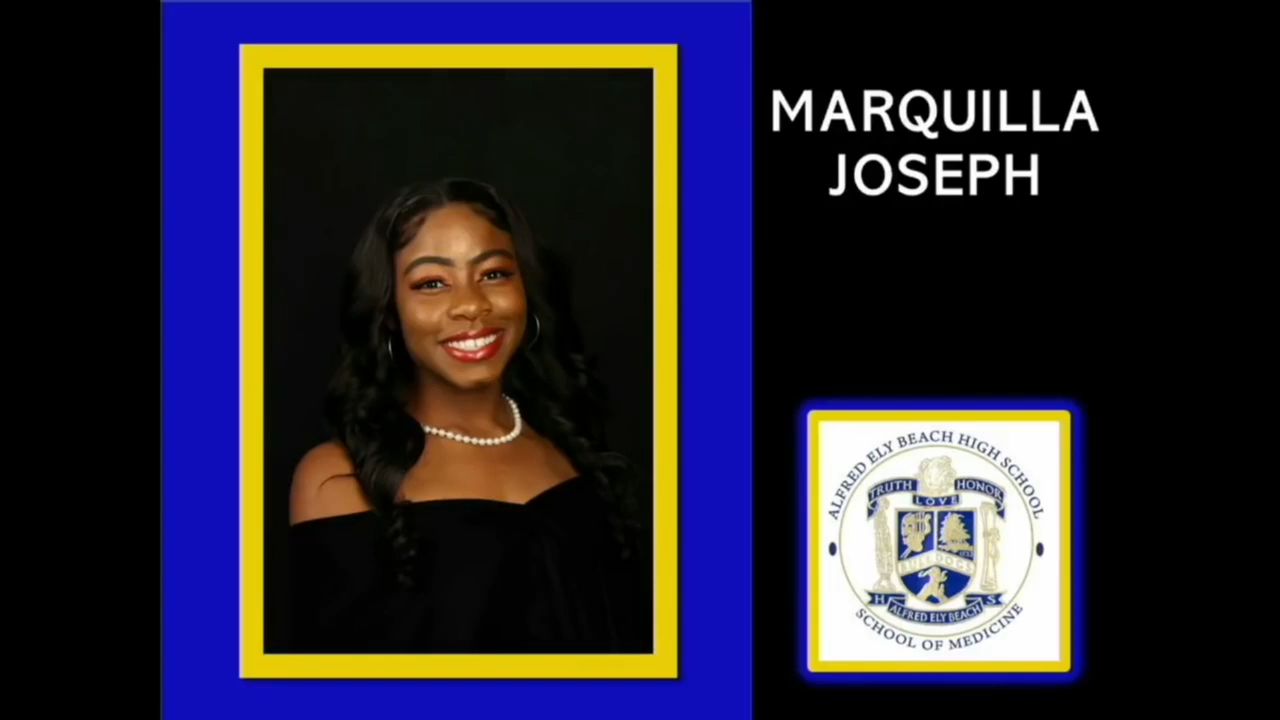 MARQUILLA
JOSEPH
ALFRED ELY BEACH HIGH SCHOOL
TRUTH
HONOR
LOVE
BULLDOGS
H
S
ALFRED ELY BEACH
SCHOOL OF MEDICINE